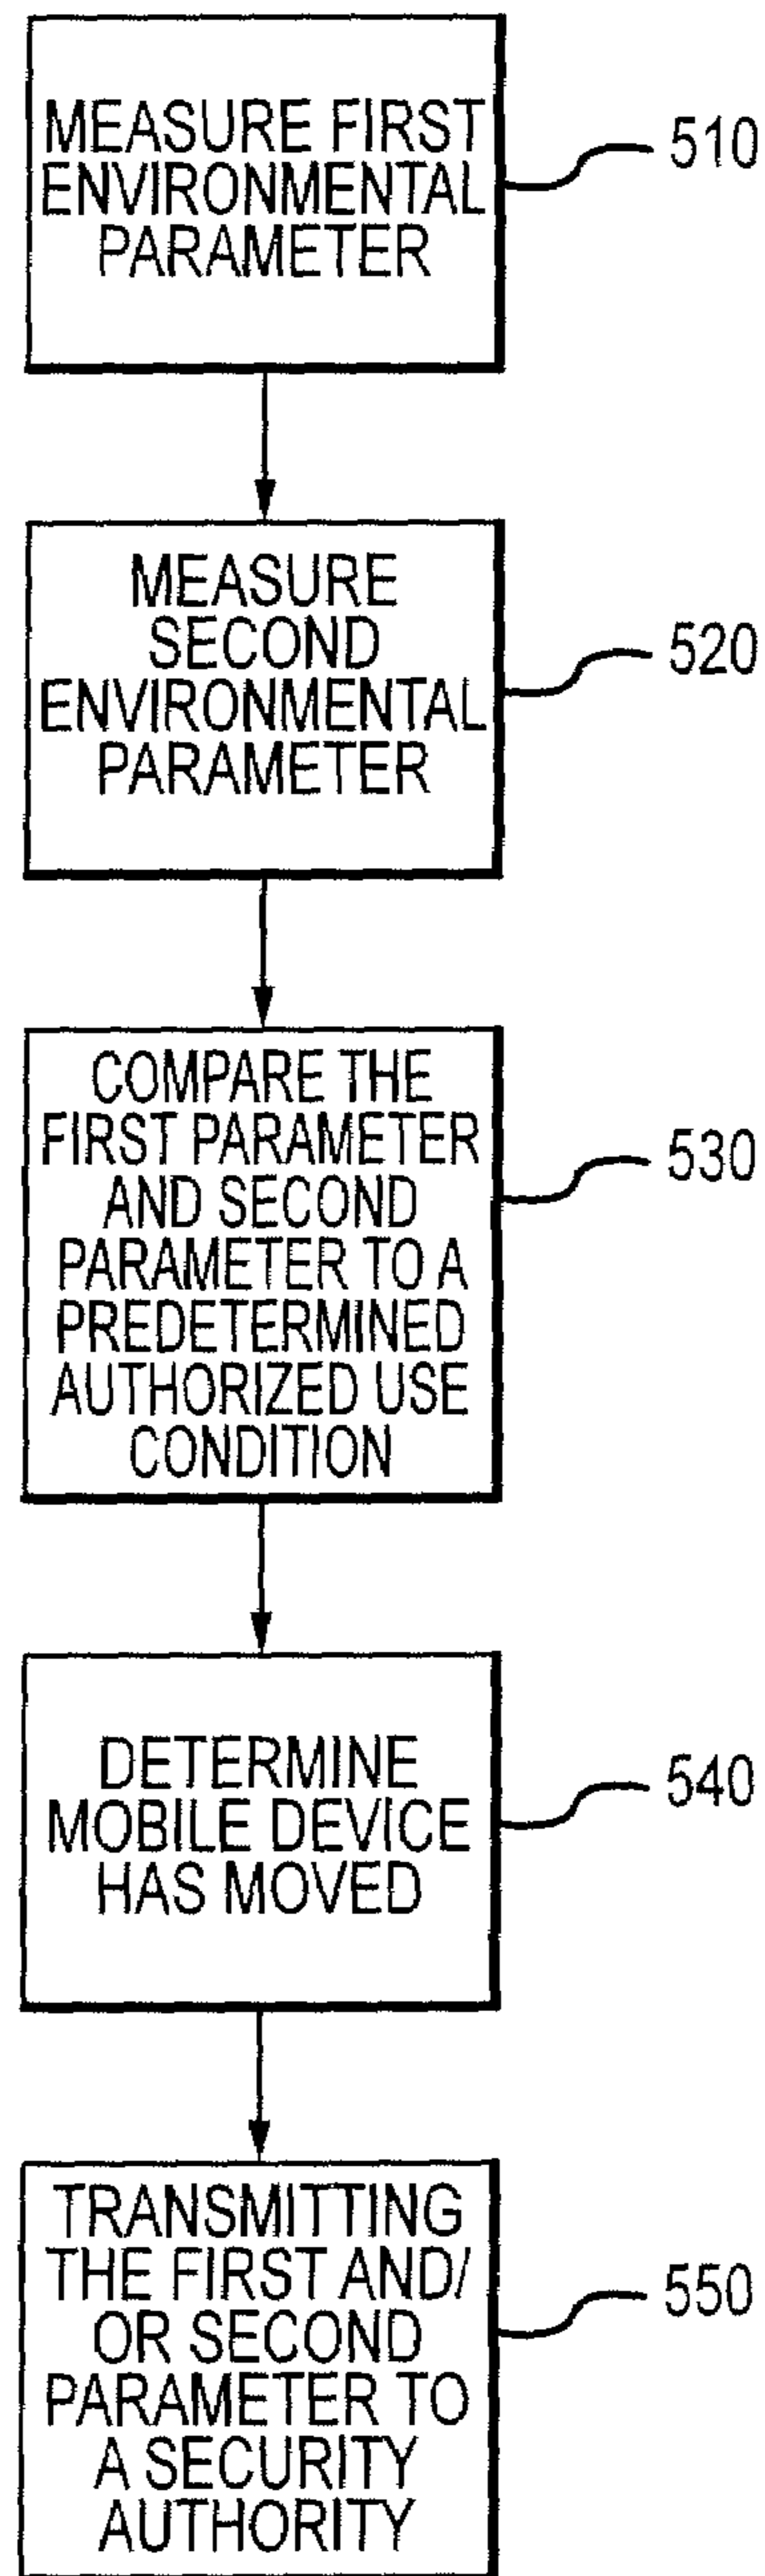 MEASURE FIRST
ENVIRONMENTAL
PARAMETER
510
MEASURE
SECOND
ENVIRONMENTAL
PARAMETER
520
COMPARE THE
FIRST PARAMETER
AND SECOND
PARAMETER TO A
PREDETERMINED
AUTHORIZED USE
CONDITION
530
DETERMINE
MOBILE DEVICE
HAS MOVED
540
TRANSMITTING
THE FIRST AND/
OR SECOND
PARAMETER TO
A SECURITY
AUTHORITY
550